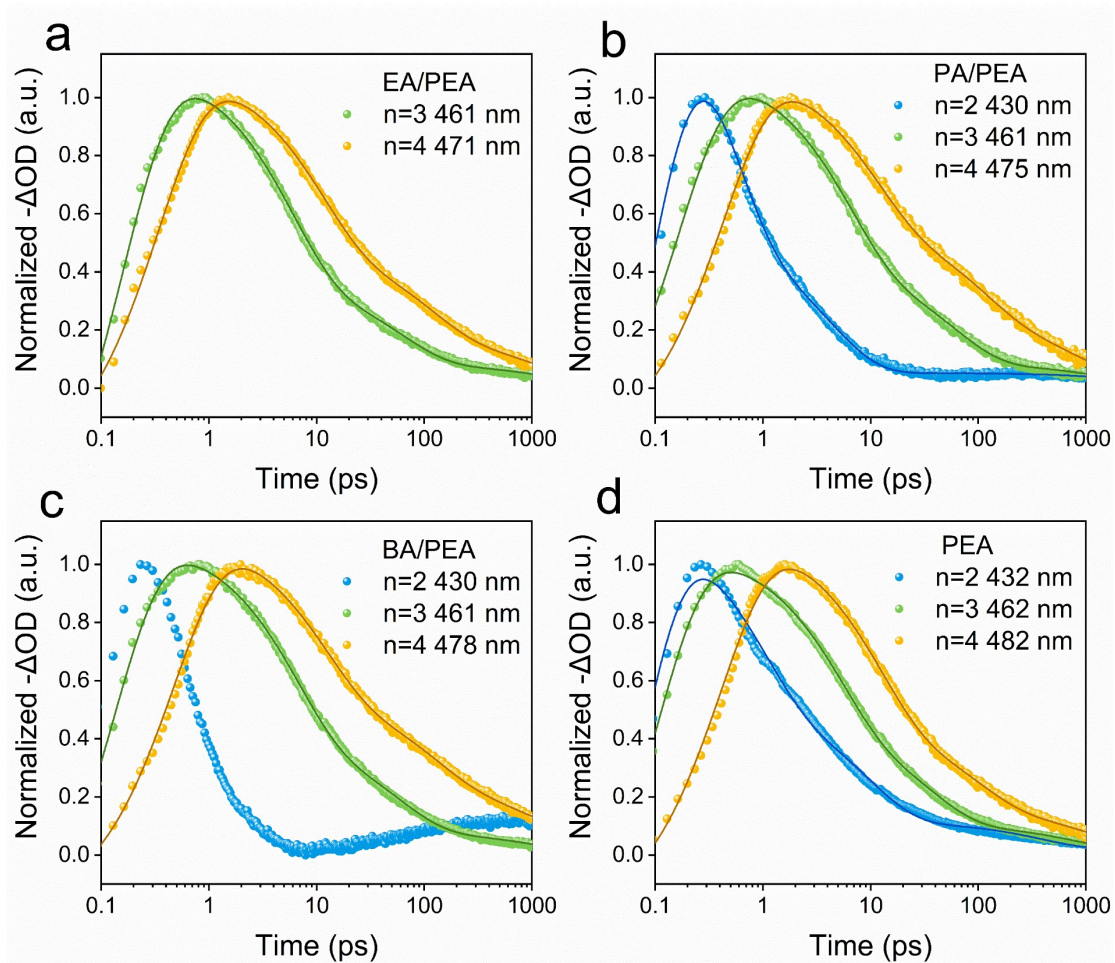 a
EA/PEA
n=3 461 nm
n=4 471 nm
Normalized -ΔOD (a.u.)
1.0
0.8
0.6
0.4
0.2
0.0
0.1
1
10
100
1000
Time (ps)
b
PA/PEA
n=2 430 nm
n=3 461 nm
n=4 475 nm
Normalized -ΔOD (a.u.)
1.0
0.8
0.6
0.4
0.2
0.0
0.1
1
10
100
1000
Time (ps)
c
BA/PEA
n=2 430 nm
n=3 461 nm
n=4 478 nm
Normalized -ΔOD (a.u.)
1.0
0.8
0.6
0.4
0.2
0.0
0.1
1
10
100
1000
Time (ps)
d
PEA
n=2 432 nm
n=3 462 nm
n=4 482 nm
Normalized -ΔOD (a.u.)
1.0
0.8
0.6
0.4
0.2
0.0
0.1
1
10
100
1000
Time (ps)